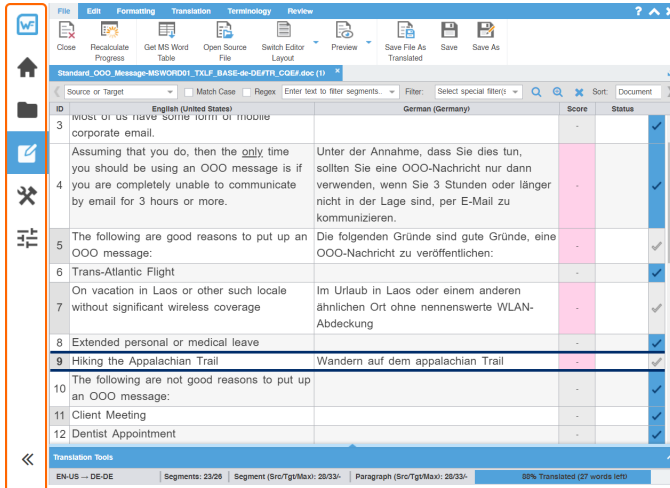 WF
File Edit Formatting Translation Terminology Review
Close
Recalculate Progress
Get MS Word Table
Open Source File
Switch Editor Layout
Preview
Save File As Translated
Save
Save As
Standard_OOO_Message-MSWORD01_TXLF_BASE-de-DE#TR_CQE#.doc (1)
Source or Target Match Case Regex Enter text to filter segments.. Filter: Select special filter(s Sort: Document
ID English (United States) German (Germany) Score Status
3 Most of us have some form of mobile
corporate email. -
4 Assuming that you do, then the only time
you should be using an OOO message is if
you are completely unable to communicate
by email for 3 hours or more.
Unter der Annahme, dass Sie dies tun,
sollten Sie eine OOO-Nachricht nur dann
verwenden, wenn Sie 3 Stunden oder länger
nicht in der Lage sind, per E-Mail zu
kommunizieren.
-
5 The following are good reasons to put up an
OOO message:
Die folgenden Gründe sind gute Gründe, eine
OOO-Nachricht zu veröffentlichen:
-
6 Trans-Atlantic Flight -
7 On vacation in Laos or other such locale
without significant wireless coverage
Im Urlaub in Laos oder einem anderen
ähnlichen Ort ohne nennenswerte WLAN-
Abdeckung
-
8 Extended personal or medical leave -
9 Hiking the Appalachian Trail Wandern auf dem appalachian Trail -
10 The following are not good reasons to put up
an OOO message: -
11 Client Meeting -
12 Dentist Appointment -
Translation Tools
EN-US → DE-DE Segments: 23/26 Segment (Src/Tgt/Max): 28/33/- Paragraph (Src/Tgt/Max): 28/33/- 88% Translated (27 words left)